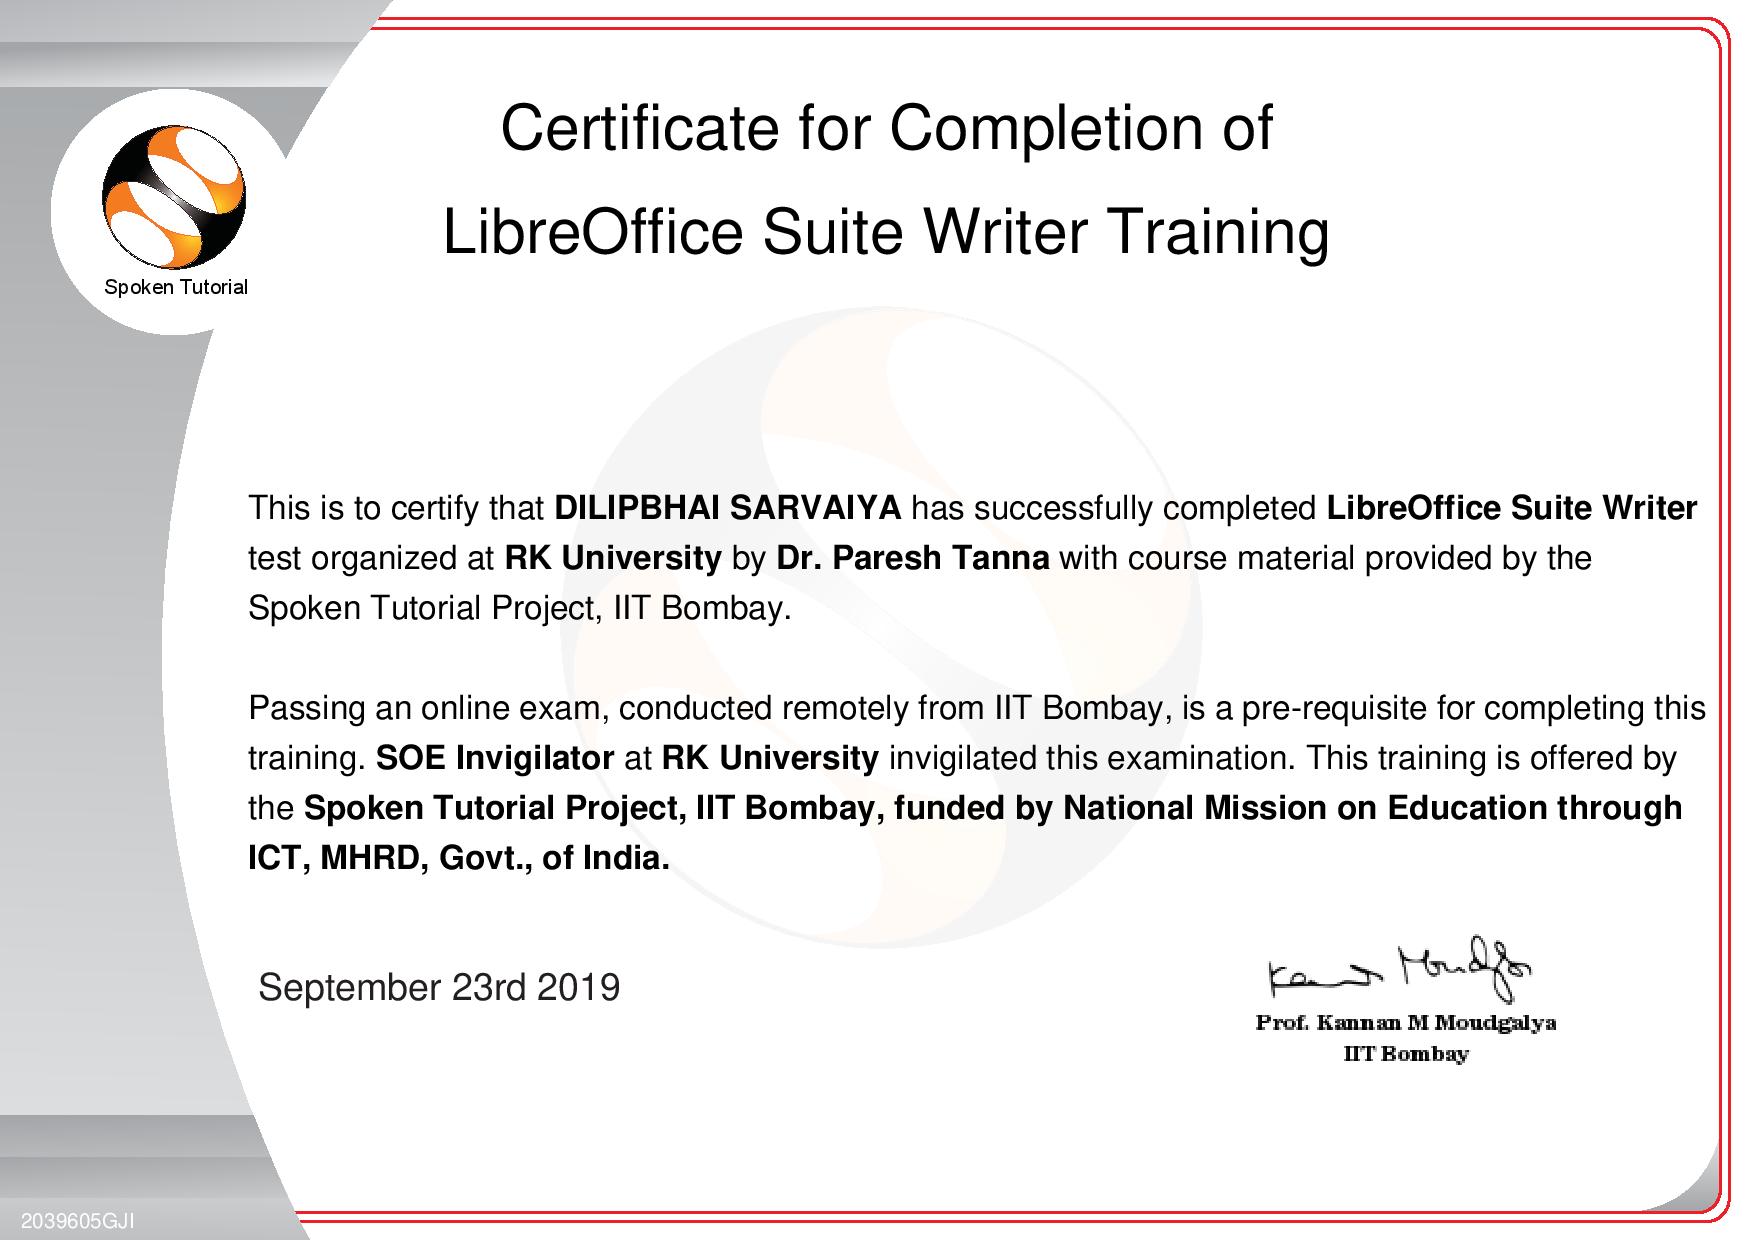 Certificate for Completion of
LibreOffice Suite Writer Training
Spoken Tutorial
This is to certify that DILIPBHAI SARVAIYA has successfully completed LibreOffice Suite Writer
test organized at RK University by Dr. Paresh Tanna with course material provided by the
Spoken Tutorial Project, IIT Bombay.
Passing an online exam, conducted remotely from IIT Bombay, is a pre-requisite for completing this
training. SOE Invigilator at RK University invigilated this examination. This training is offered by
the Spoken Tutorial Project, IIT Bombay, funded by National Mission on Education through
ICT, MHRD, Govt., of India.
September 23rd 2019
Kannan Moudgalya
Prof. Kannan M Moudgalya
IIT Bombay
2039605GJI